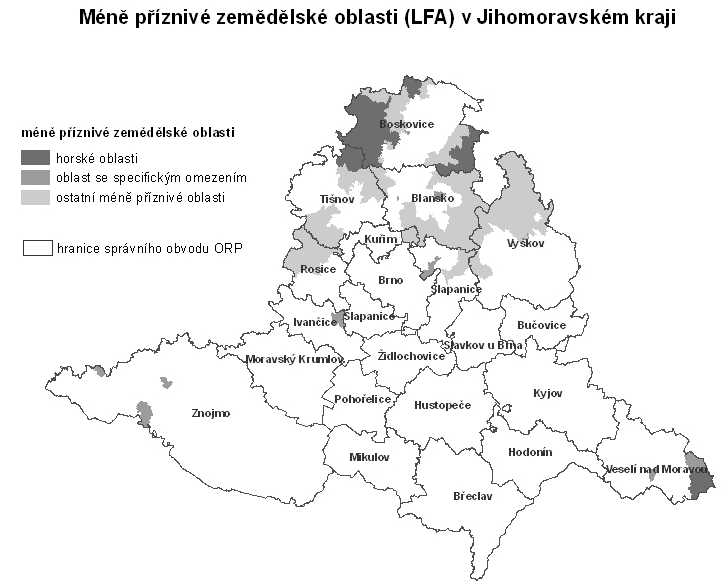 Méně příznivé zemědělské oblasti (LFA) v Jihomoravském kraji
méně příznivé zemědělské oblasti
horské oblasti
oblast se specifickým omezením
ostatní méně příznivé oblasti
hranice správního obvodu ORP
Boskovice
Tišnov
Blansko
Kuřim
Vyškov
Rosice
Brno
Šlapanice
Ivančice
Šlapanice
Bučovice
Slavkov u Brna
Židlochovice
Moravský Krumlov
Kyjov
Pohořelice
Hustopeče
Znojmo
Mikulov
Hodonín
Veselí nad Moravou
Břeclav